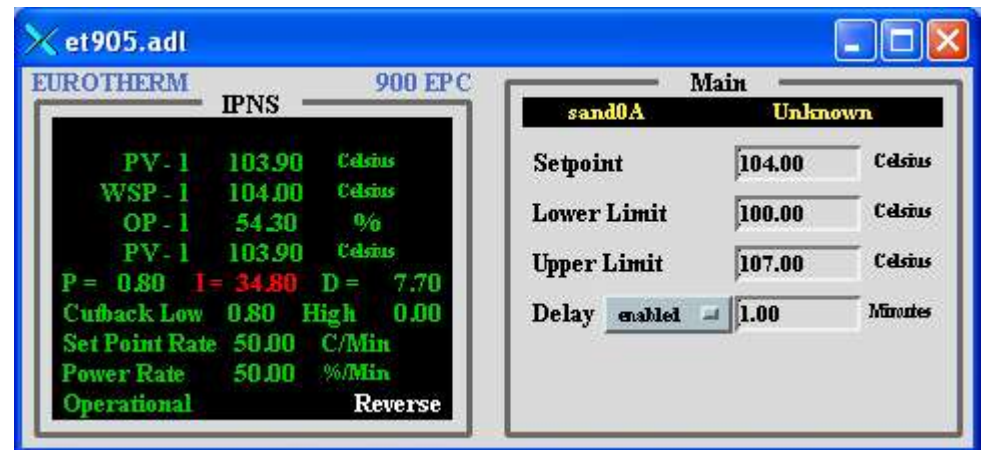 et905.adl
EUROTHERM 900 EPC
IPNS
PV - 1 103.90 Celsius
WSP - 1 104.00 Celsius
OP - 1 54.30 %
PV - 1 103.90 Celsius
P = 0.80 I = 34.80 D = 7.70
Cutback Low 0.80 High 0.00
Set Point Rate 50.00 C/Min
Power Rate 50.00 %/Min
Operational Reverse
Main
sand0A Unknown
Setpoint 104.00 Celsius
Lower Limit 100.00 Celsius
Upper Limit 107.00 Celsius
Delay enabled 1.00 Minutes